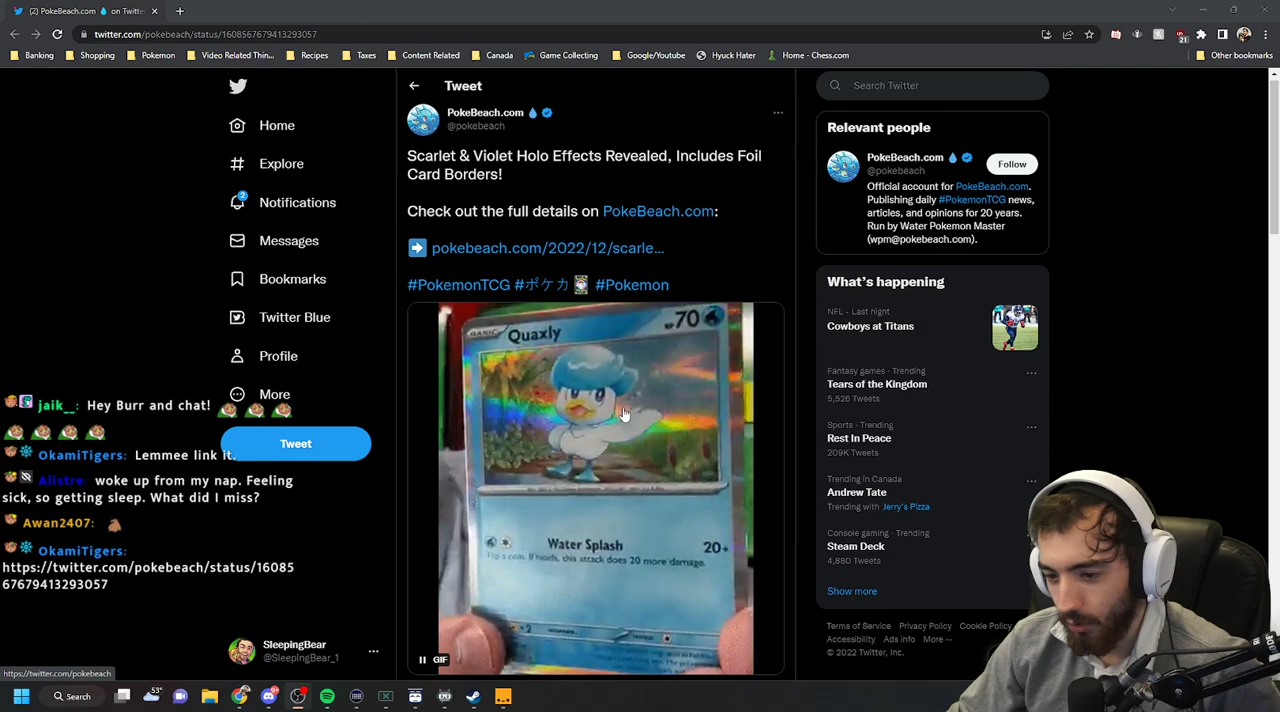 (2) PokeBeach.com 💧 on Twitter
twitter.com/pokebeach/status/1608567679413293057
21
Banking
Shopping
Pokemon
Video Related Thin...
Recipes
Taxes
Content Related
Canada
Game Collecting
Google/Youtube
Hyuck Hater
Home - Chess.com
Other bookmarks
Home
Explore
2
Notifications
Messages
Bookmarks
Twitter Blue
Profile
More
Tweet
jaik__: Hey Burr and chat!
OkamiTigers: Lemmee link it.
Alistre: woke up from my nap. Feeling
sick, so getting sleep. What did I miss?
Awan2407:
OkamiTigers:
https://twitter.com/pokebeach/status/16085
67679413293057
SleepingBear
@SleepingBear_1
https://twitter.com/pokebeach
Tweet
PokeBeach.com 💧
@pokebeach
Scarlet & Violet Holo Effects Revealed, Includes Foil
Card Borders!
Check out the full details on PokeBeach.com:
➡️ pokebeach.com/2022/12/scarle...
#PokemonTCG #ポケカ #Pokemon
BASIC Quaxly HP70
Water Splash 20+
Flip a coin. If heads, this attack does 20 more damage.
×2
GIF
Search Twitter
Relevant people
PokeBeach.com 💧
@pokebeach
Follow
Official account for PokeBeach.com.
Publishing daily #PokemonTCG news,
articles, and opinions for 20 years.
Run by Water Pokemon Master
(wpm@pokebeach.com).
What's happening
NFL · Last night
Cowboys at Titans
Fantasy games · Trending
Tears of the Kingdom
5,526 Tweets
Sports · Trending
Rest In Peace
209K Tweets
Trending in Canada
Andrew Tate
Trending with Jerry's Pizza
Console gaming · Trending
Steam Deck
4,880 Tweets
Show more
Terms of Service Privacy Policy Cookie Policy
Accessibility Ads info More ...
© 2022 Twitter, Inc.
Search
53°